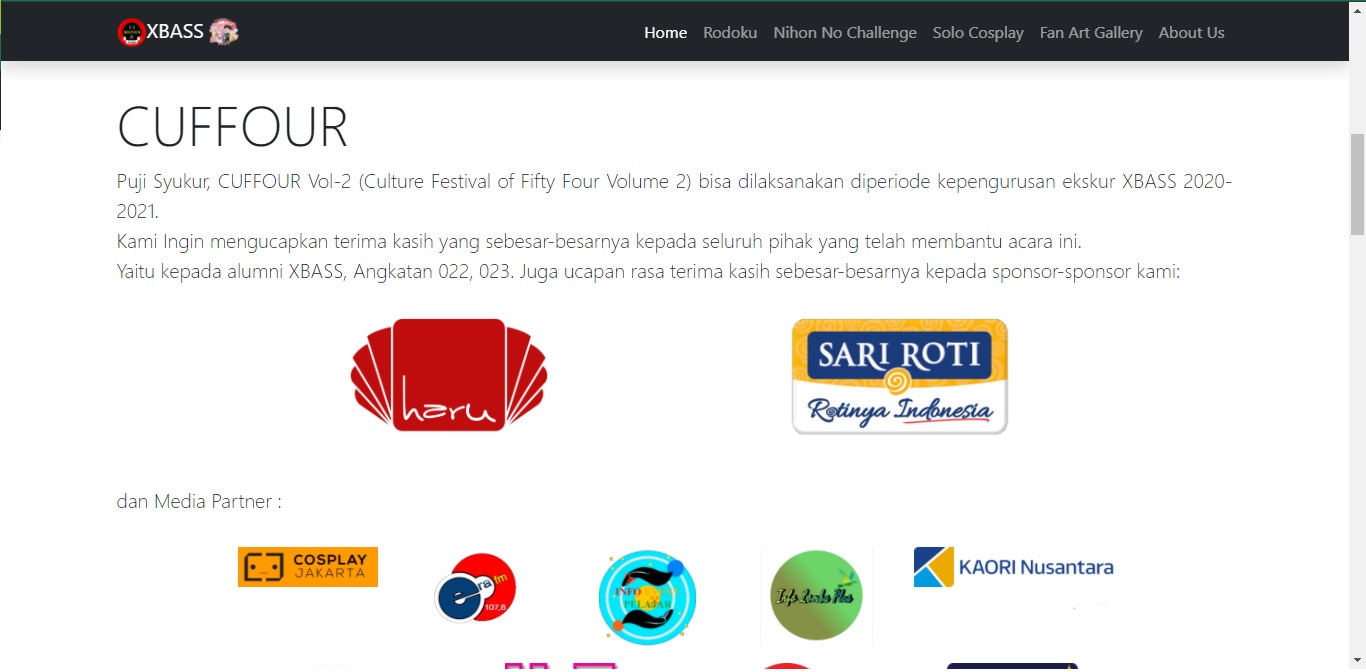 XBASS
Home Rodoku Nihon No Challenge Solo Cosplay Fan Art Gallery About Us
CUFFOUR
Puji Syukur, CUFFOUR Vol-2 (Culture Festival of Fifty Four Volume 2) bisa dilaksanakan diperiode kepengurusan ekskur XBASS 2020-
2021.
Kami Ingin mengucapkan terima kasih yang sebesar-besarnya kepada seluruh pihak yang telah membantu acara ini.
Yaitu kepada alumni XBASS, Angkatan 022, 023. Juga ucapan rasa terima kasih sebesar-besarnya kepada sponsor-sponsor kami:
haru
SARI ROTI
Rotinya Indonesia
dan Media Partner :
COSPLAY
JAKARTA
era fm
107,8
INFO EVENT
PELAJAR
Info Lomba Plus
KAORI Nusantara